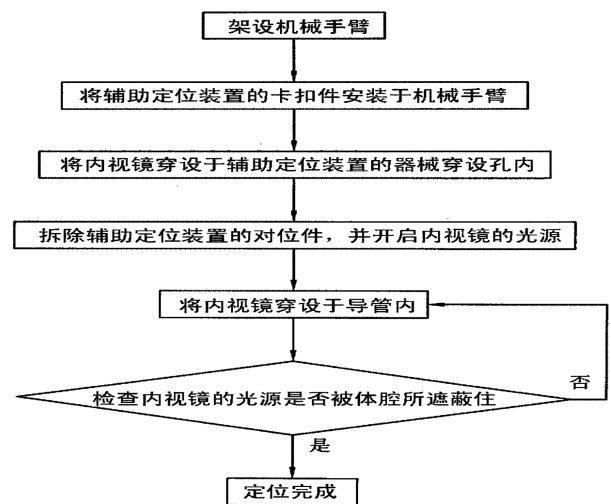 架设机械手臂
将辅助定位装置的卡扣件安装于机械手臂
将内视镜穿设于辅助定位装置的器械穿设孔内
拆除辅助定位装置的对位件，并开启内视镜的光源
将内视镜穿设于导管内
检查内视镜的光源是否被体腔所遮蔽住
否
是
定位完成